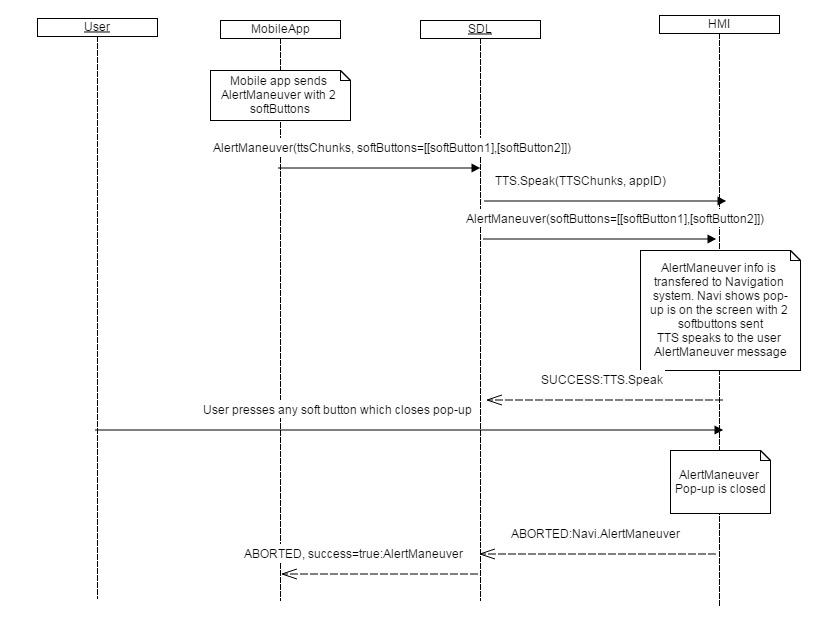 User
MobileApp
SDL
HMI
Mobile app sends
AlertManeuver with 2
softButtons
AlertManeuver(ttsChunks, softButtons=[[softButton1],[softButton2]])
TTS.Speak(TTSChunks, appID)
AlertManeuver(softButtons=[[softButton1],[softButton2]])
AlertManeuver info is
transfered to Navigation
system. Navi shows pop-
up is on the screen with 2
softbuttons sent
TTS speaks to the user
AlertManeuver message
SUCCESS:TTS.Speak
User presses any soft button which closes pop-up
AlertManeuver
Pop-up is closed
ABORTED:Navi.AlertManeuver
ABORTED, success=true:AlertManeuver